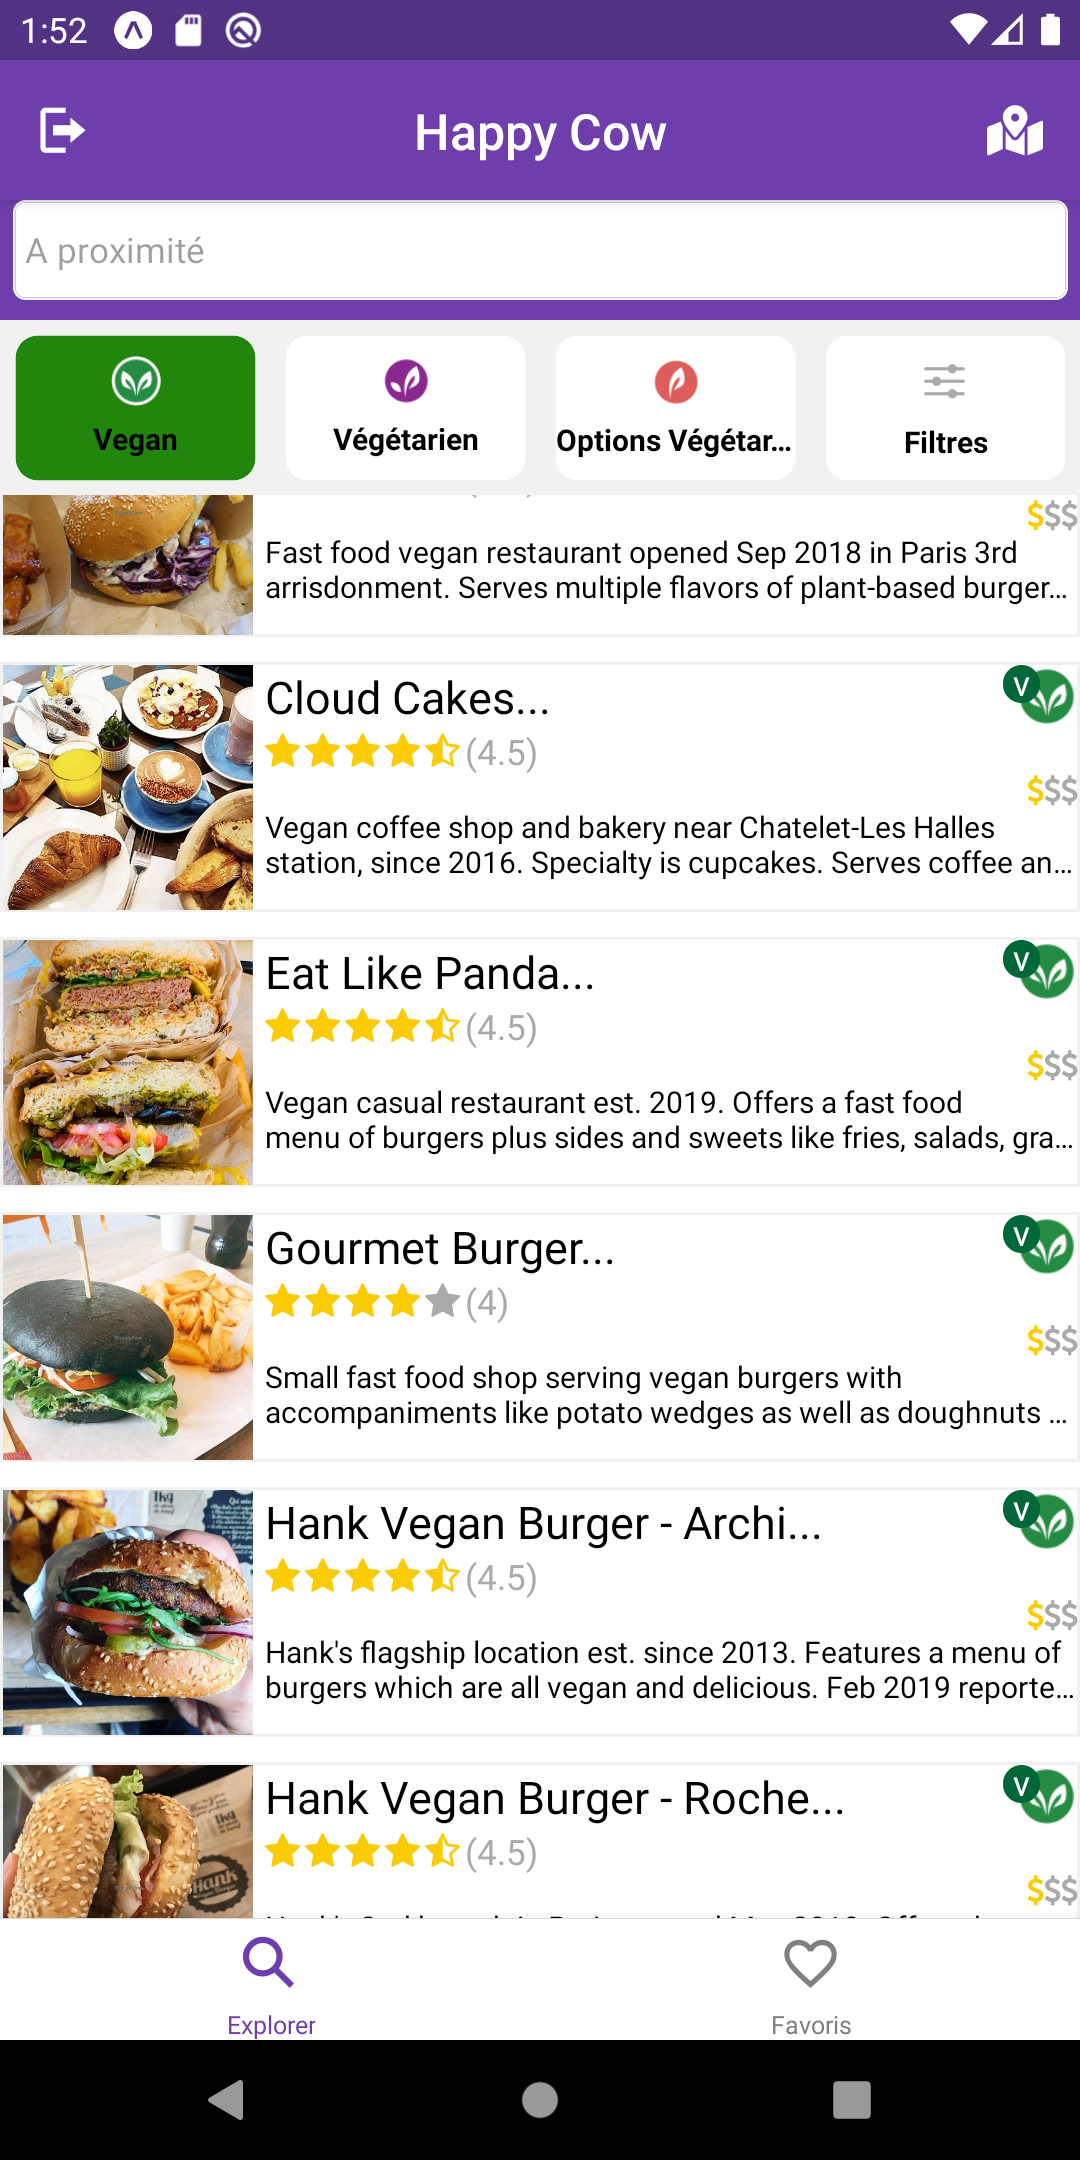 1:52
Happy Cow
A proximité
Vegan
Végétarien
Options Végétar...
Filtres
$$$
Fast food vegan restaurant opened Sep 2018 in Paris 3rd
arrisdonment. Serves multiple flavors of plant-based burger...
Cloud Cakes...
V
(4.5)
$$$
Vegan coffee shop and bakery near Chatelet-Les Halles
station, since 2016. Specialty is cupcakes. Serves coffee an...
Eat Like Panda...
V
(4.5)
$$$
Vegan casual restaurant est. 2019. Offers a fast food
menu of burgers plus sides and sweets like fries, salads, gra...
Gourmet Burger...
V
(4)
$$$
Small fast food shop serving vegan burgers with
accompaniments like potato wedges as well as doughnuts ...
Hank Vegan Burger - Archi...
V
(4.5)
$$$
Hank's flagship location est. since 2013. Features a menu of
burgers which are all vegan and delicious. Feb 2019 reporte...
Hank Vegan Burger - Roche...
V
(4.5)
$$$
Hank
Explorer
Favoris